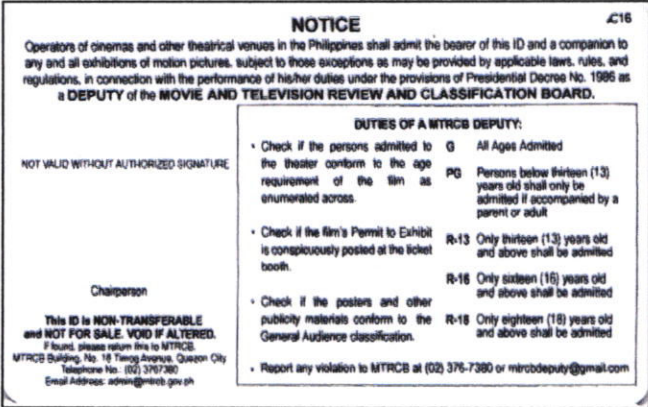 NOTICE
C16
Operators of cinemas and other theatrical venues in the Philippines shall admit the bearer of this ID and a companion to
any and all exhibitions of motion pictures, subject to those exceptions as may be provided by applicable laws, rules, and
regulations, in connection with the performance of his/her duties under the provisions of Presidential Decree No. 1986 as
a DEPUTY of the MOVIE AND TELEVISION REVIEW AND CLASSIFICATION BOARD.
NOT VALID WITHOUT AUTHORIZED SIGNATURE
Chairperson
This ID is NON-TRANSFERABLE
and NOT FOR SALE. VOID IF ALTERED.
If found, please return this to MTRCB.
MTRCB Building, No. 18 Timog Avenue, Quezon City
Telephone No.: (02) 3767380
Email Address: admin@mtrcb.gov.ph
DUTIES OF A MTRCB DEPUTY:
• Check if the persons admitted to
the theater conform to the age
requirement of the film as
enumerated across.
• Check if the film's Permit to Exhibit
is conspicuously posted at the ticket
booth.
• Check if the posters and other
publicity materials conform to the
General Audience classification.
G All Ages Admitted
PG Persons below thirteen (13)
years old shall only be
admitted if accompanied by a
parent or adult
R-13 Only thirteen (13) years old
and above shall be admitted
R-16 Only sixteen (16) years old
and above shall be admitted
R-18 Only eighteen (18) years old
and above shall be admitted
• Report any violation to MTRCB at (02) 376-7380 or mtrcbdeputy@gmail.com